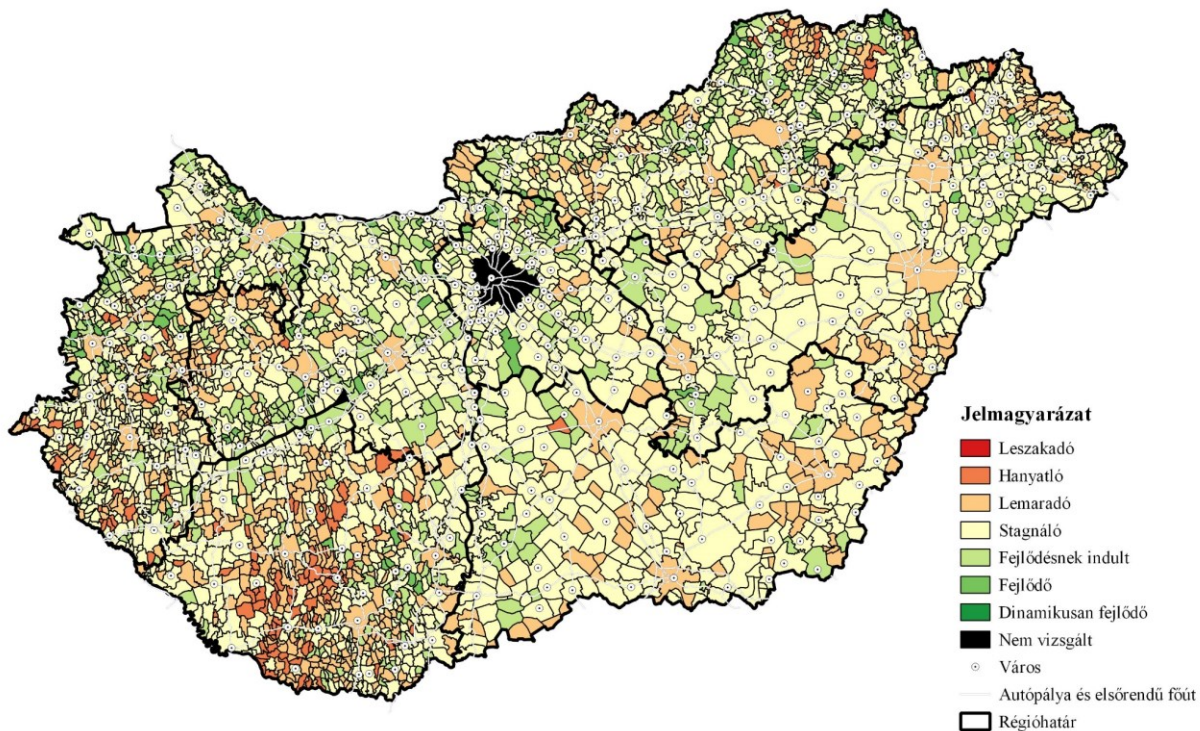 Jelmagyarázat
Leszakadó
Hanyatló
Lemaradó
Stagnáló
Fejlődésnek indult
Fejlődő
Dinamikusan fejlődő
Nem vizsgált
Város
Autópálya és elsőrendű főút
Régióhatár